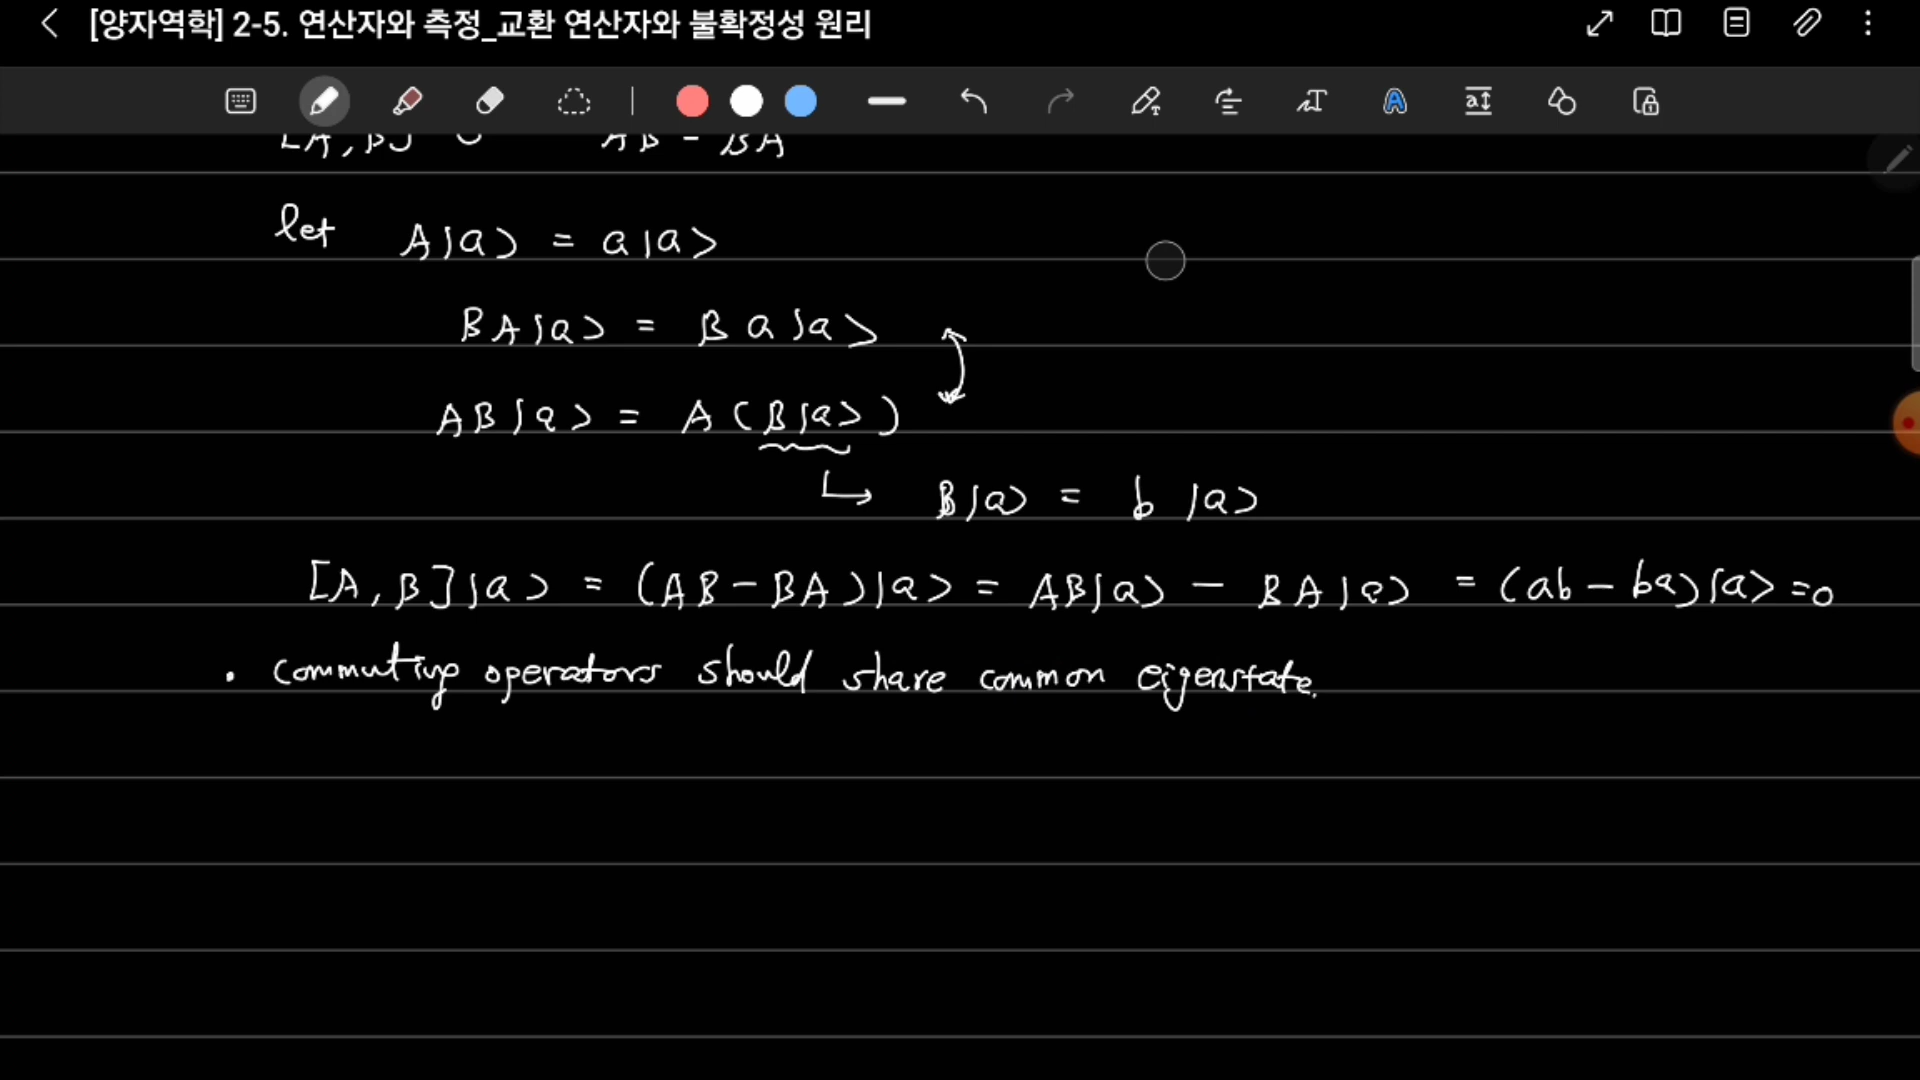 [양자역학] 2-5. 연산자와 측정_교환 연산자와 불확정성 원리
[A,B] AB - BA
let A|a> = a|a>
BA|a> = B a|a>
AB|a> = A(B|a>)
↳ B|a> = b |a>
[A,B]|a> = (AB-BA)|a> = AB|a> - BA|a> = (ab-ba)|a> =0
· commuting operators should share common eigenstate.